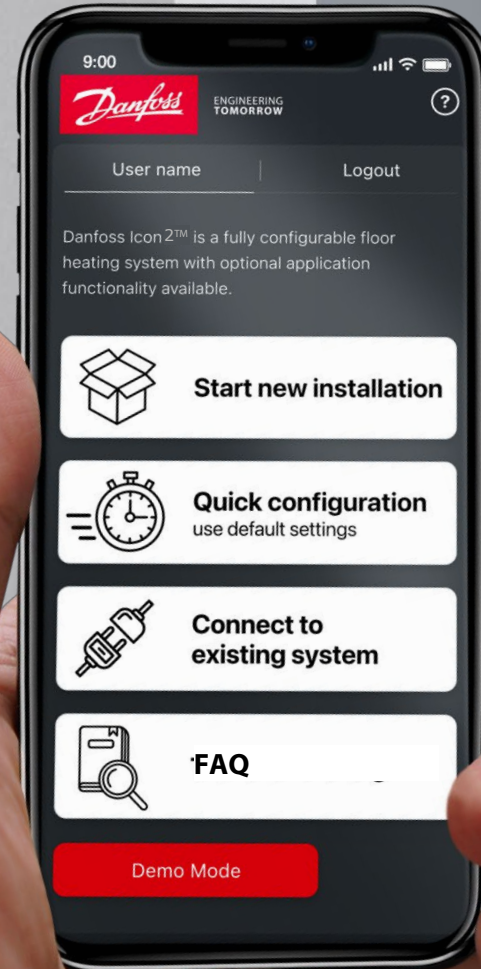 9:00
Danfoss
ENGINEERING
TOMORROW
?
User name | Logout
Danfoss Icon2™ is a fully configurable floor
heating system with optional application
functionality available.
Start new installation
Quick configuration
use default settings
Connect to
existing system
FAQ
Demo Mode